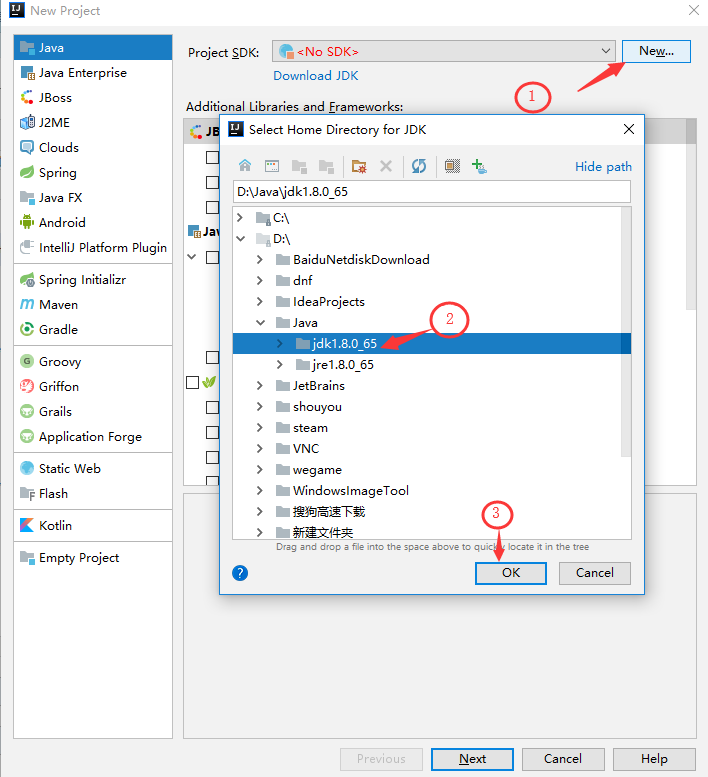 New Project
Java
Java Enterprise
JBoss
J2ME
Clouds
Spring
Java FX
Android
IntelliJ Platform Plugin
Spring Initializr
Maven
Gradle
Groovy
Griffon
Grails
Application Forge
Static Web
Flash
Kotlin
Empty Project
Project SDK: <No SDK> New...
Download JDK
1
Additional Libraries and Frameworks:
JB
Jav
Select Home Directory for JDK
Hide path
D:\Java\jdk1.8.0_65
C:\
D:\
BaiduNetdiskDownload
dnf
IdeaProjects
Java
2
jdk1.8.0_65
jre1.8.0_65
JetBrains
shouyou
steam
VNC
wegame
WindowsImageTool
搜狗高速下载
新建文件夹
3
Drag and drop a file into the space above to quickly locate it in the tree
? OK Cancel
Previous Next Cancel Help